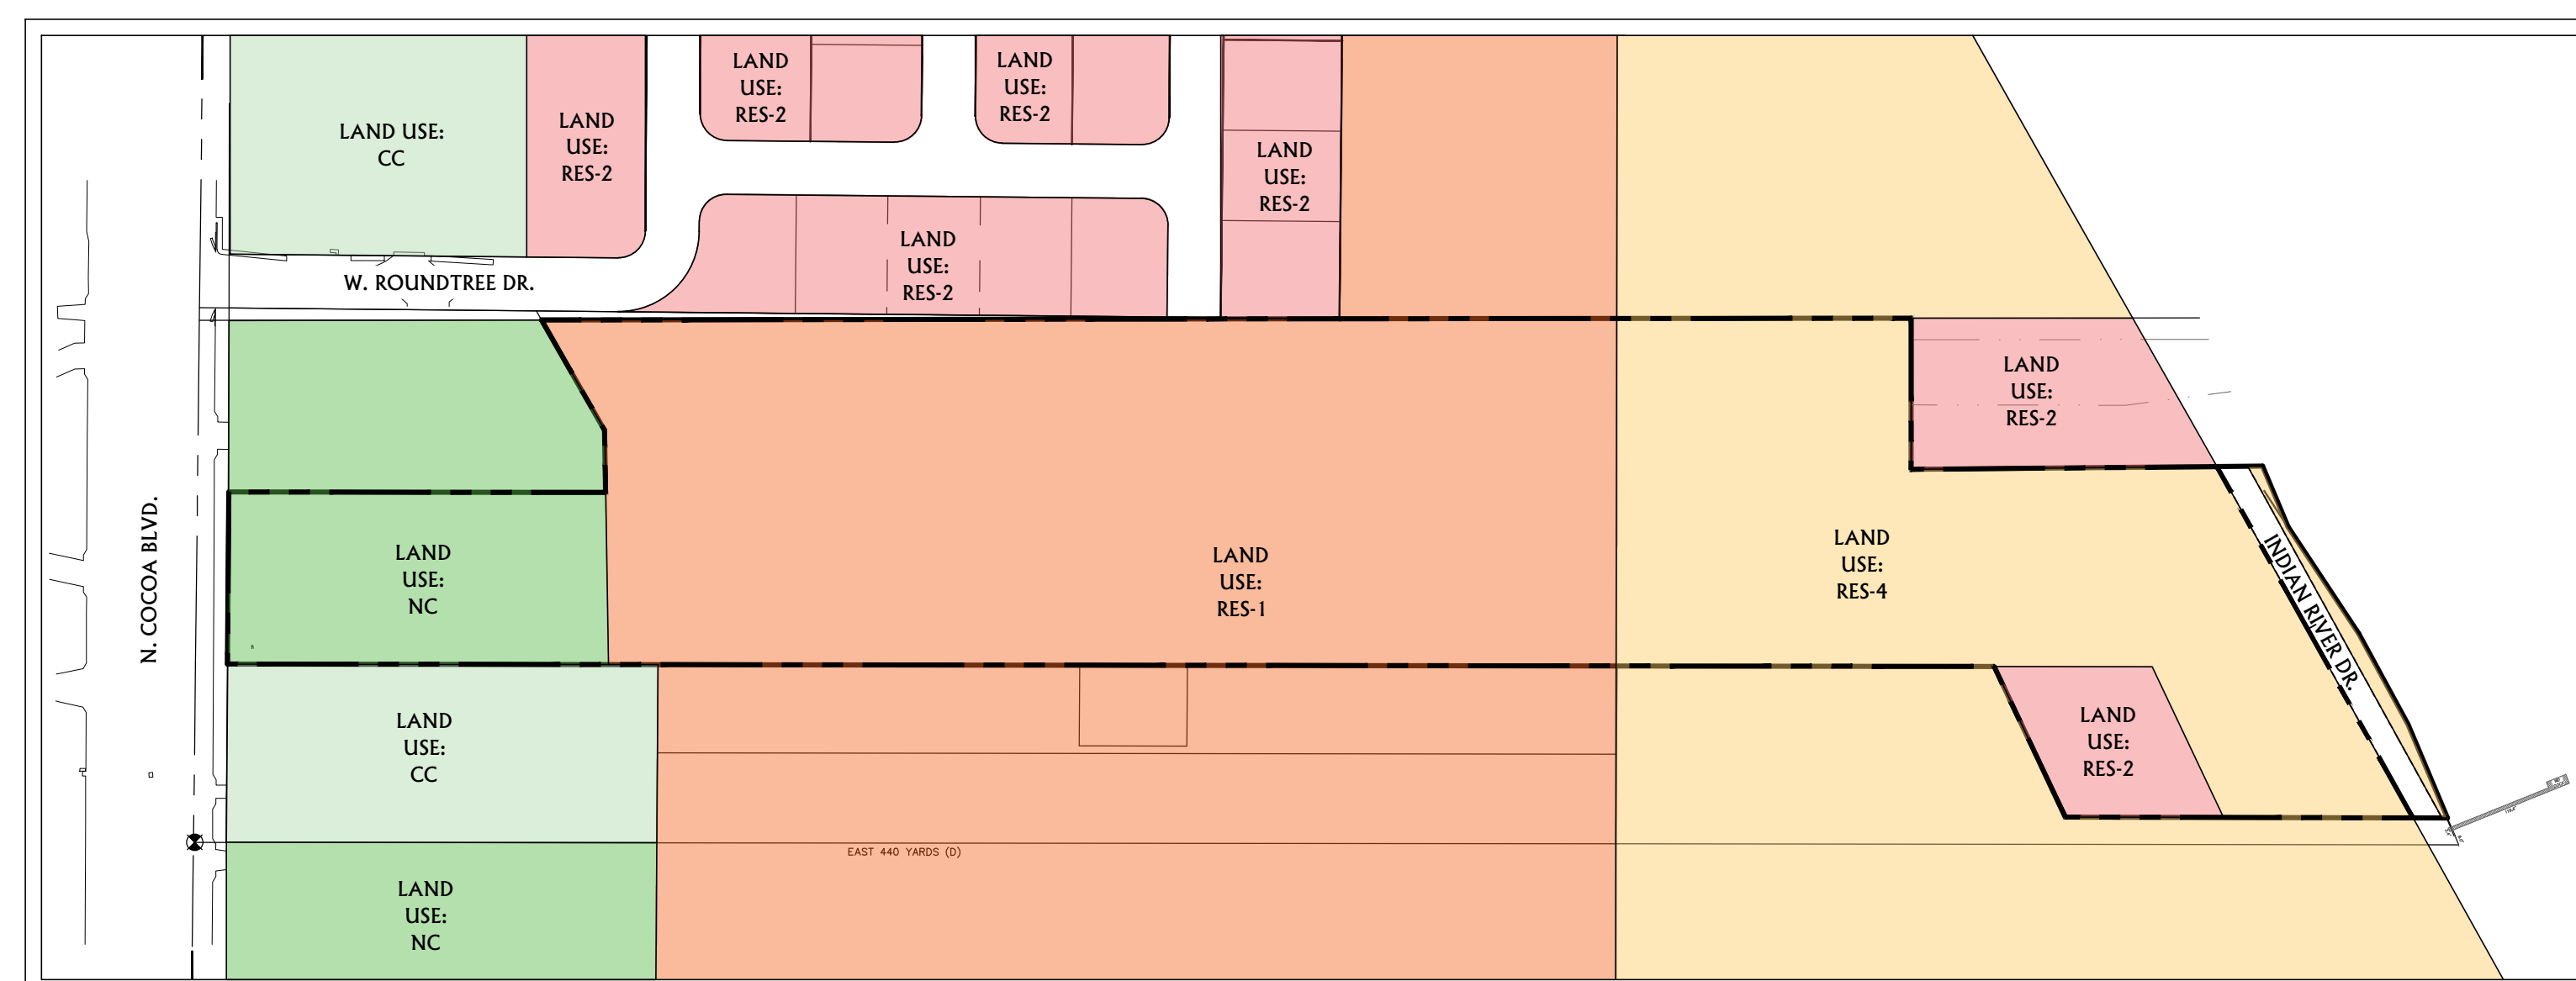 LAND USE:
CC
LAND
USE:
RES-2
LAND
USE:
RES-2
LAND
USE:
RES-2
LAND
USE:
RES-2
LAND
USE:
RES-2
W. ROUNDTREE DR.
LAND
USE:
RES-2
N. COCOA BLVD.
LAND
USE:
NC
LAND
USE:
RES-1
LAND
USE:
RES-4
INDIAN RIVER DR.
LAND
USE:
CC
LAND
USE:
RES-2
EAST 440 YARDS (D)
LAND
USE:
NC